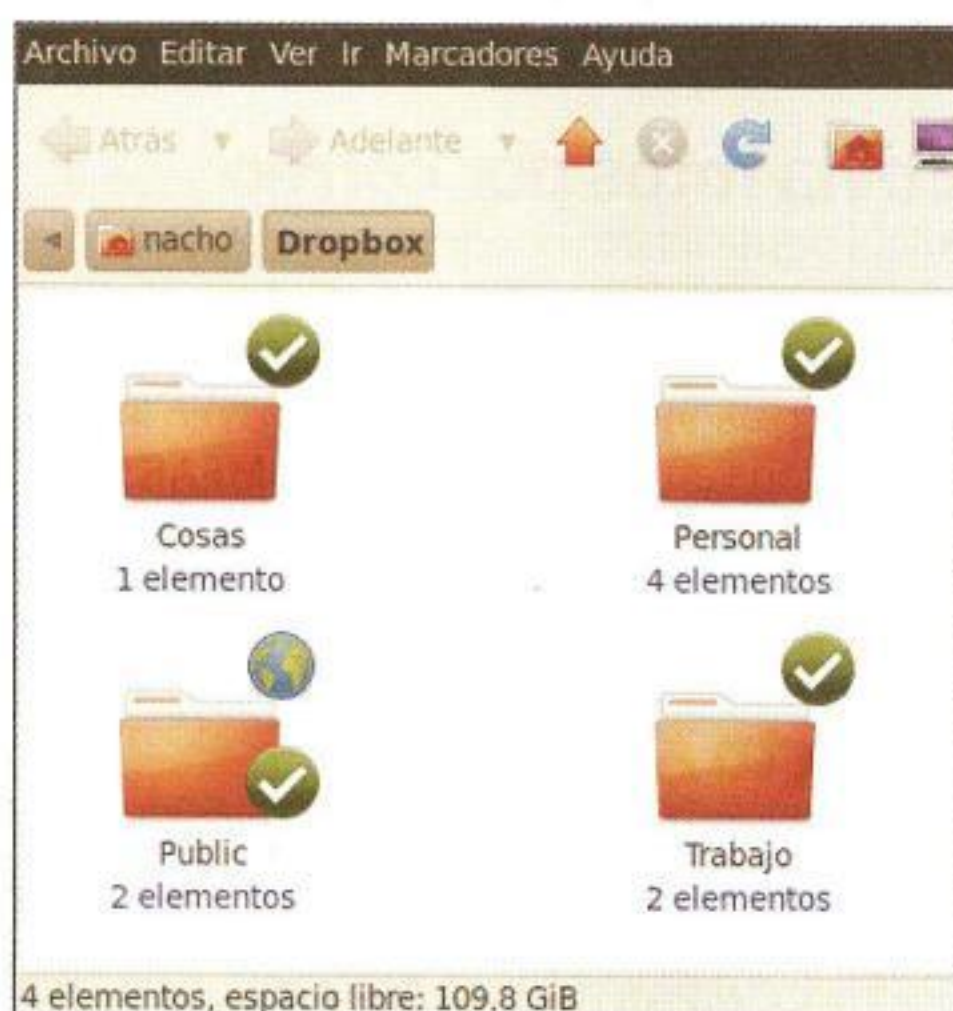 Archivo Editar Ver Ir Marcadores Ayuda
Atrás Adelante
nacho Dropbox
Cosas Personal
1 elemento 4 elementos
Public Trabajo
2 elementos 2 elementos
4 elementos, espacio libre: 109,8 GiB